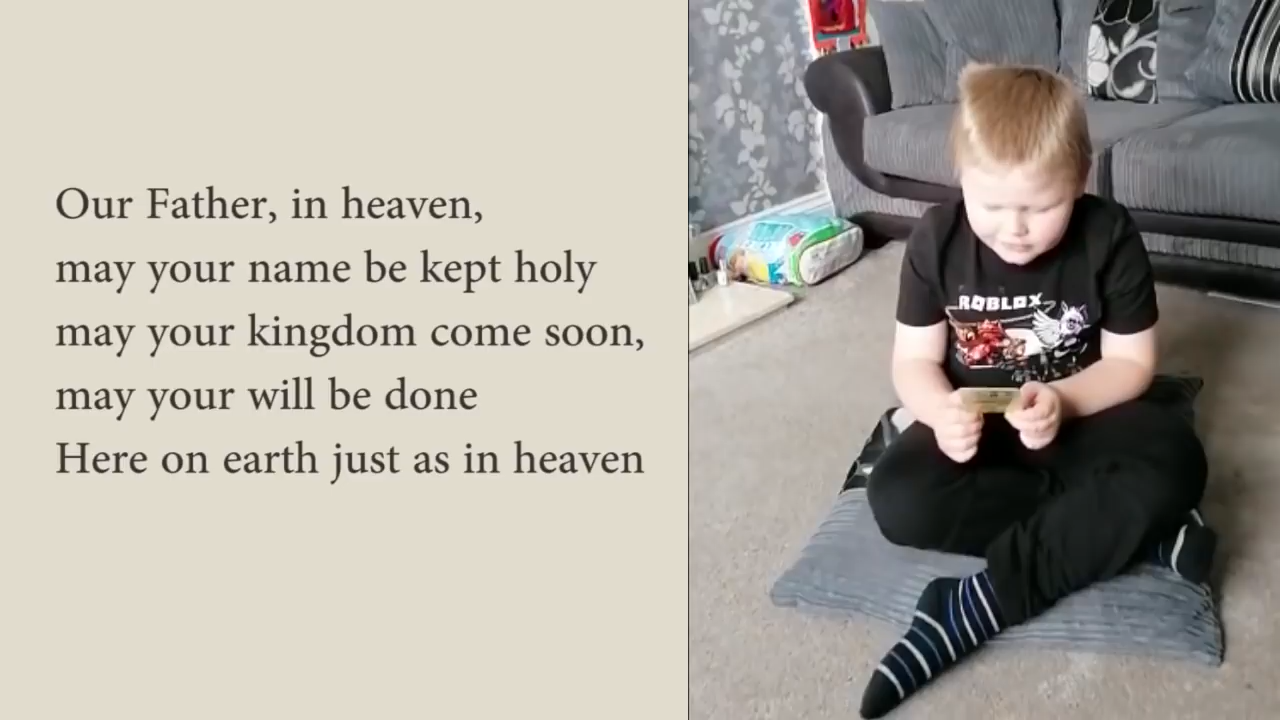 Our Father, in heaven,
may your name be kept holy
may your kingdom come soon,
may your will be done
Here on earth just as in heaven
ROBLOX